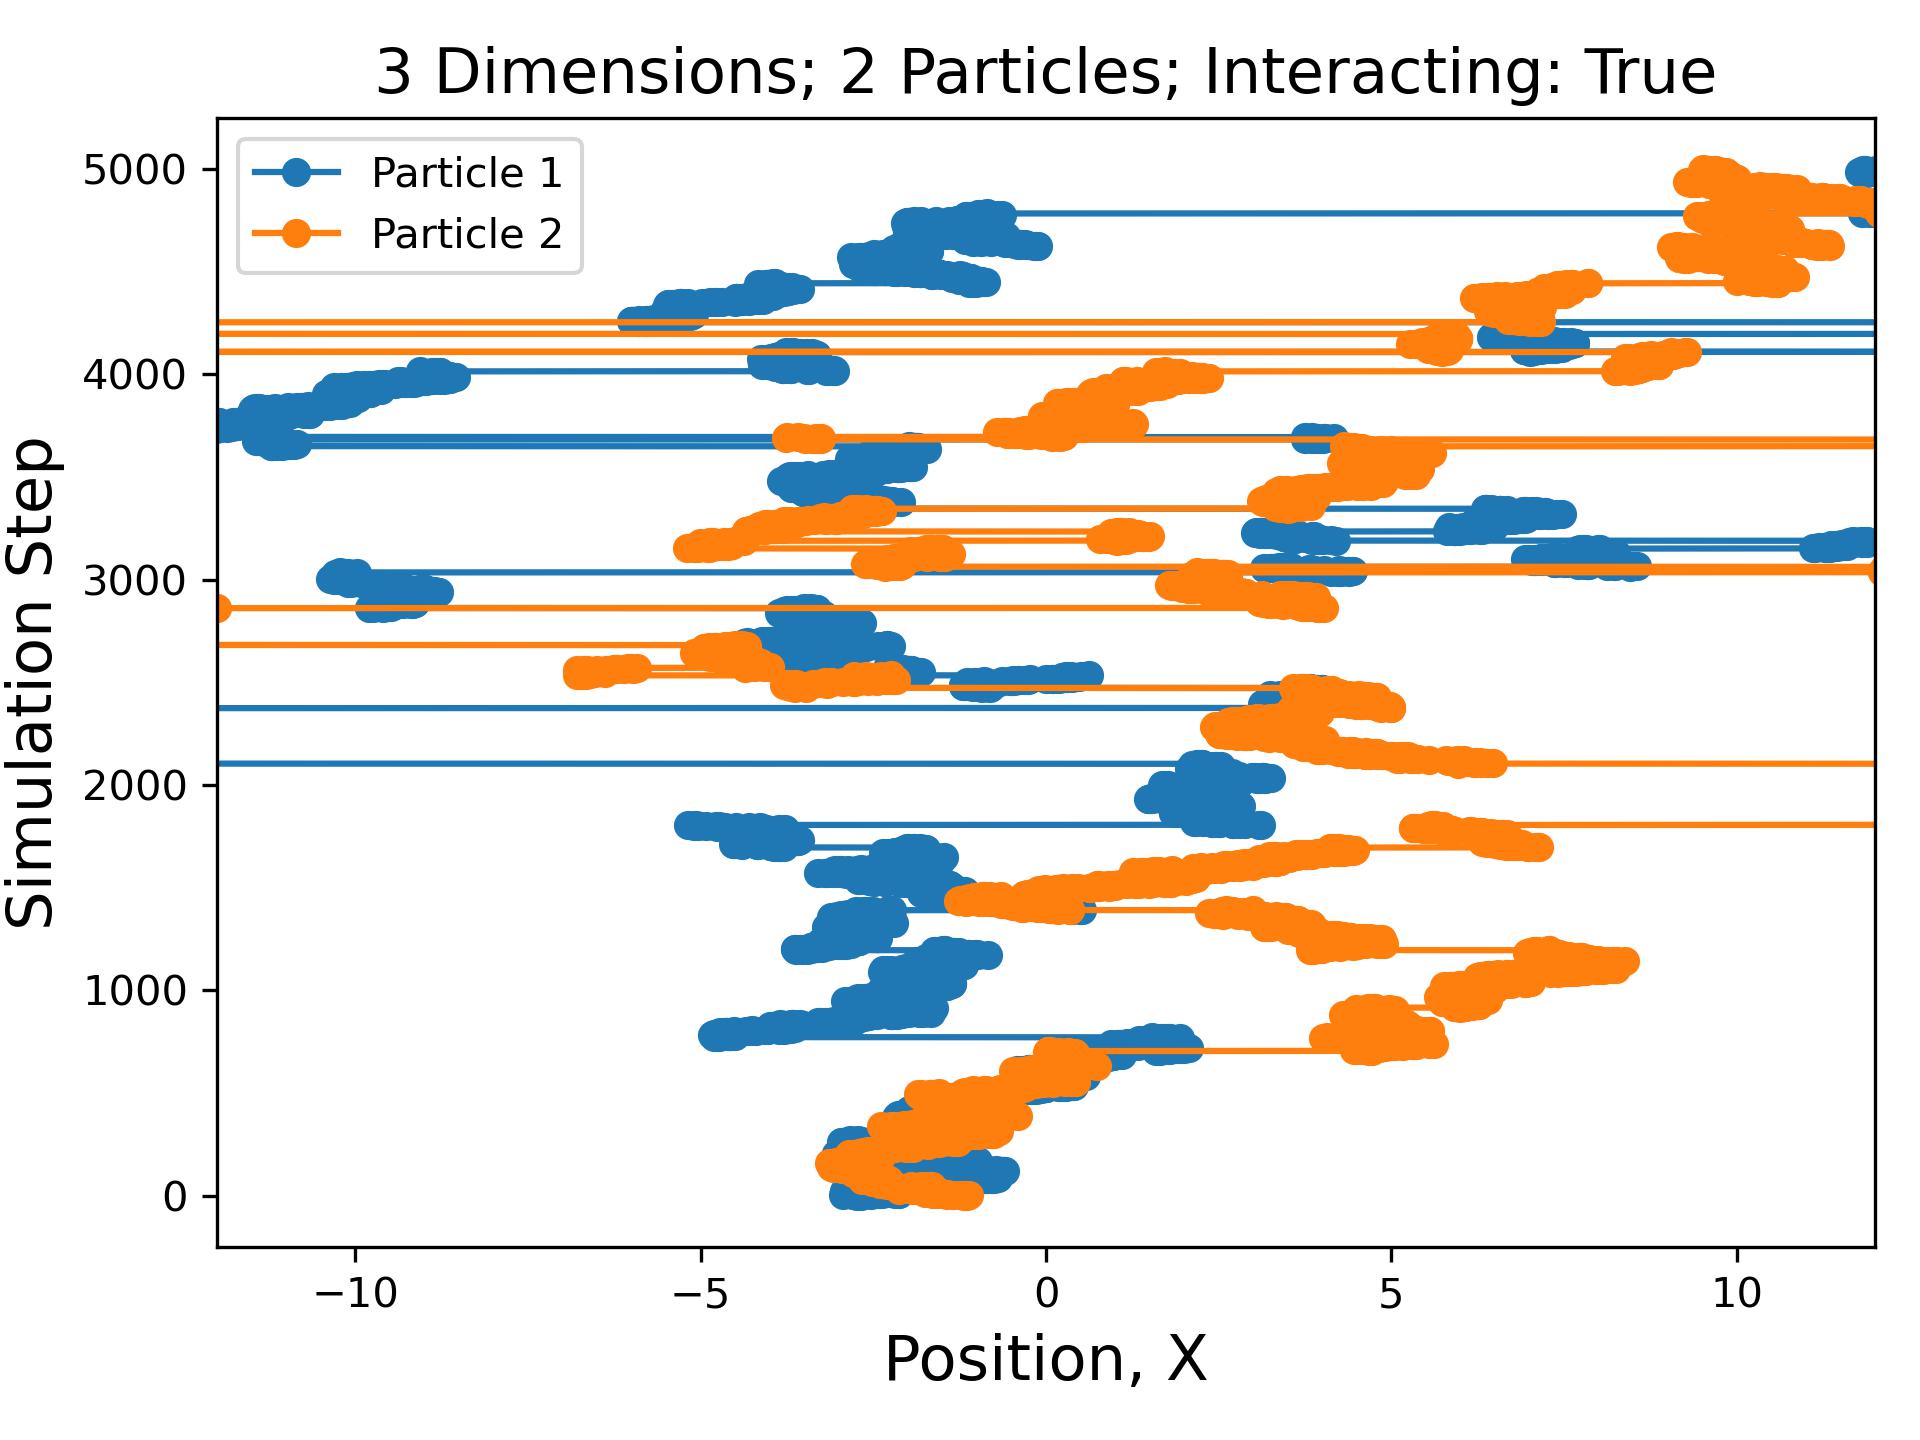 3 Dimensions; 2 Particles; Interacting: True
Particle 1
Particle 2
Simulation Step
5000
4000
3000
2000
1000
0
−10
−5
0
5
10
Position, X